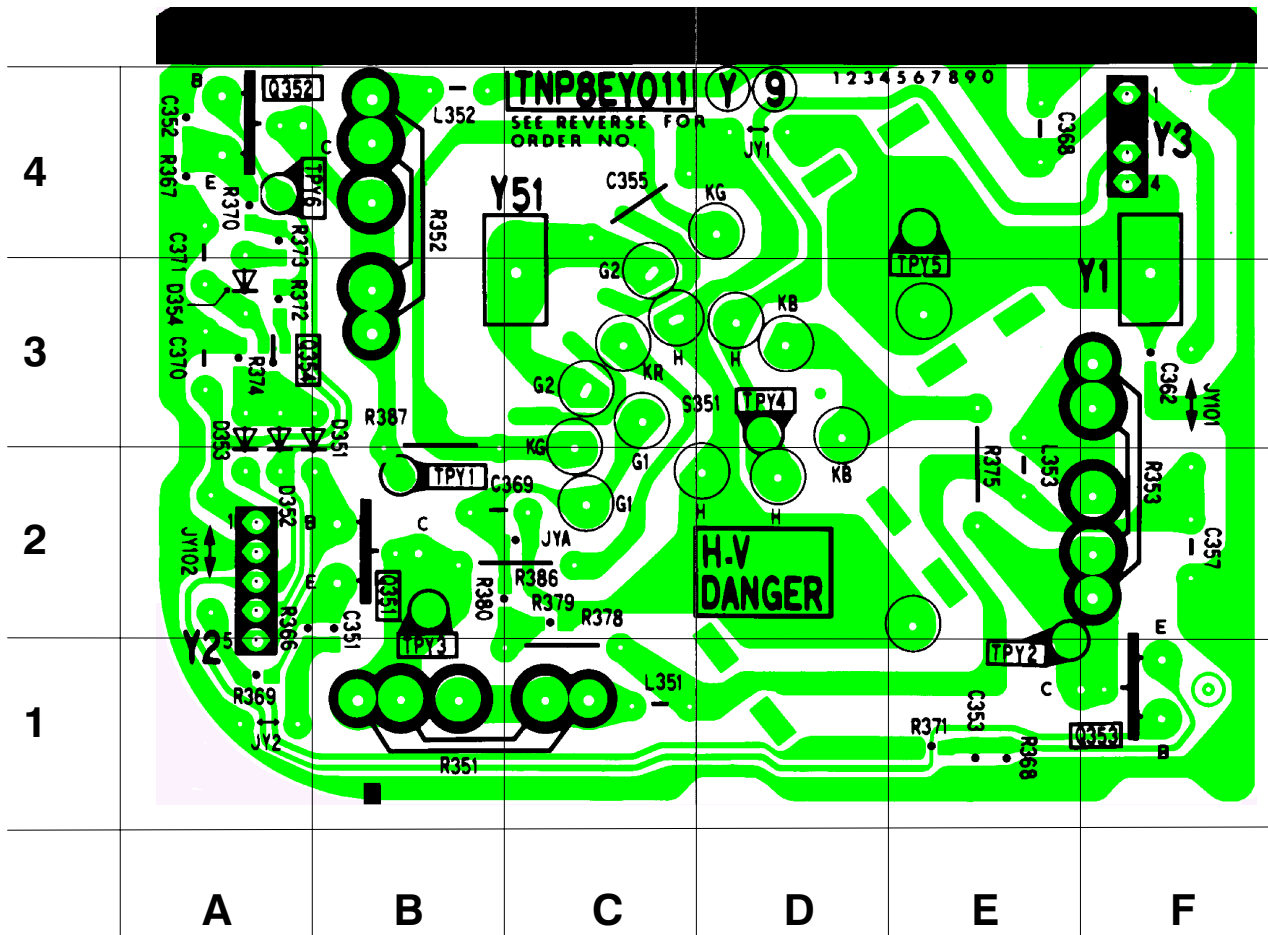 TNP8EY011 Y 9
1234567890
SEE REVERSE FOR
ORDER NO.
B
Q352
L352
C352
C
JY1
C368
1
Y3
4
4
R367
E
TPY6
R370
R352
Y51
C355
KG
C371
R373
G2
TPY5
Y1
D354
R372
KB
3
C370
R374
Q354
H
H
KR
G2
C362
JY101
R387
S351
TPY4
D353
D351
KG
G1
KB
R375
L353
R353
TPY1
C369
G1
H
H
D352
1
B
C
2
JY102
JYA
H.V
DANGER
C357
E
Q351
R380
R386
R379
R378
R366
C351
Y2
5
TPY3
TPY2
E
R369
L351
C
1
C353
JY2
R371
Q353
B
R351
R368
A
B
C
D
E
F